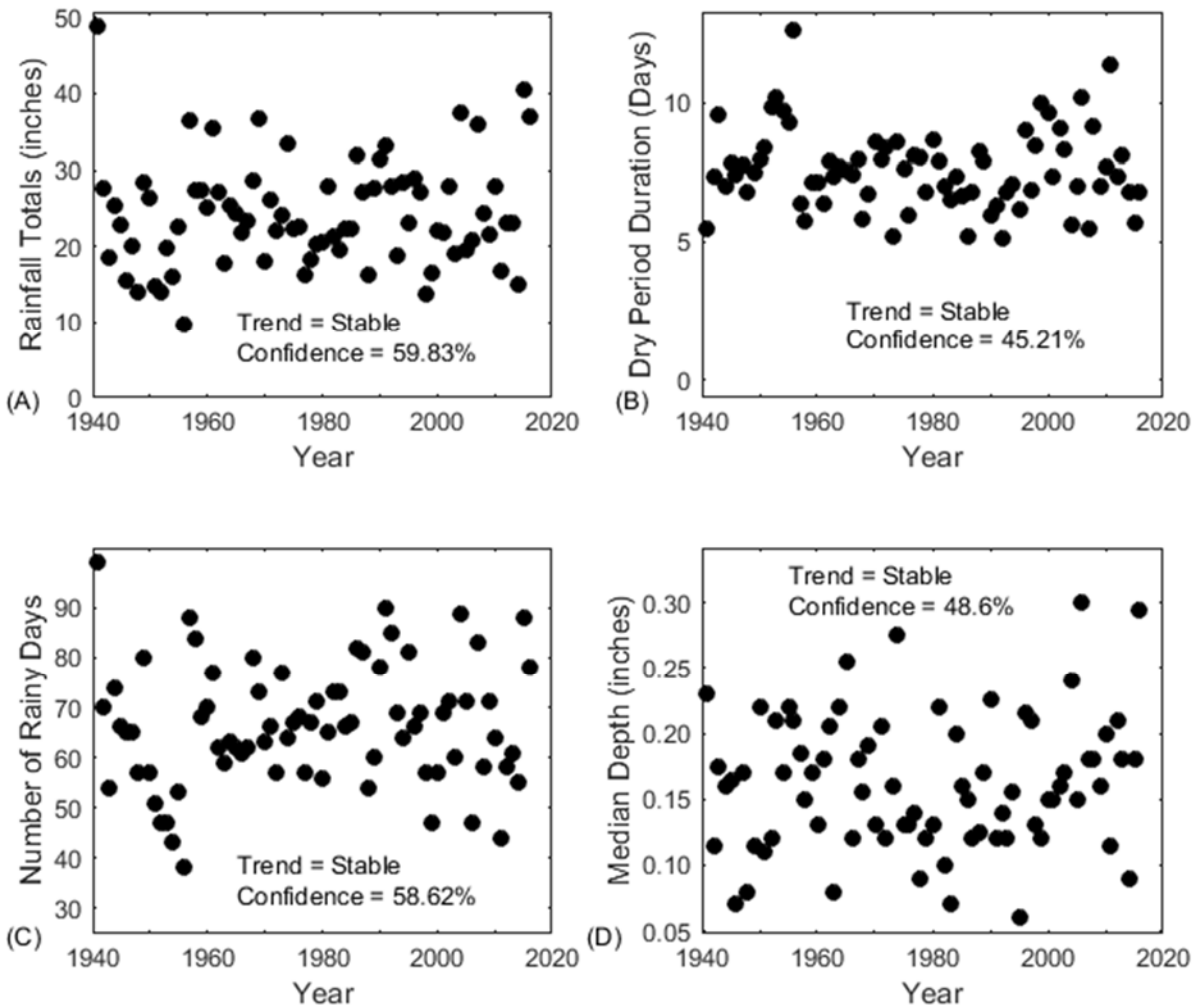 50
40
30
20
10
0
Rainfall Totals (inches)
Trend = Stable
Confidence = 59.83%
(A)
1940 1960 1980 2000 2020
Year
10
5
0
Dry Period Duration (Days)
Trend = Stable
Confidence = 45.21%
(B)
1940 1960 1980 2000 2020
Year
90
80
70
60
50
40
30
Number of Rainy Days
Trend = Stable
Confidence = 58.62%
(C)
1940 1960 1980 2000 2020
Year
Trend = Stable
Confidence = 48.6%
0.30
0.25
0.20
0.15
0.10
0.05
Median Depth (inches)
(D)
1940 1960 1980 2000 2020
Year